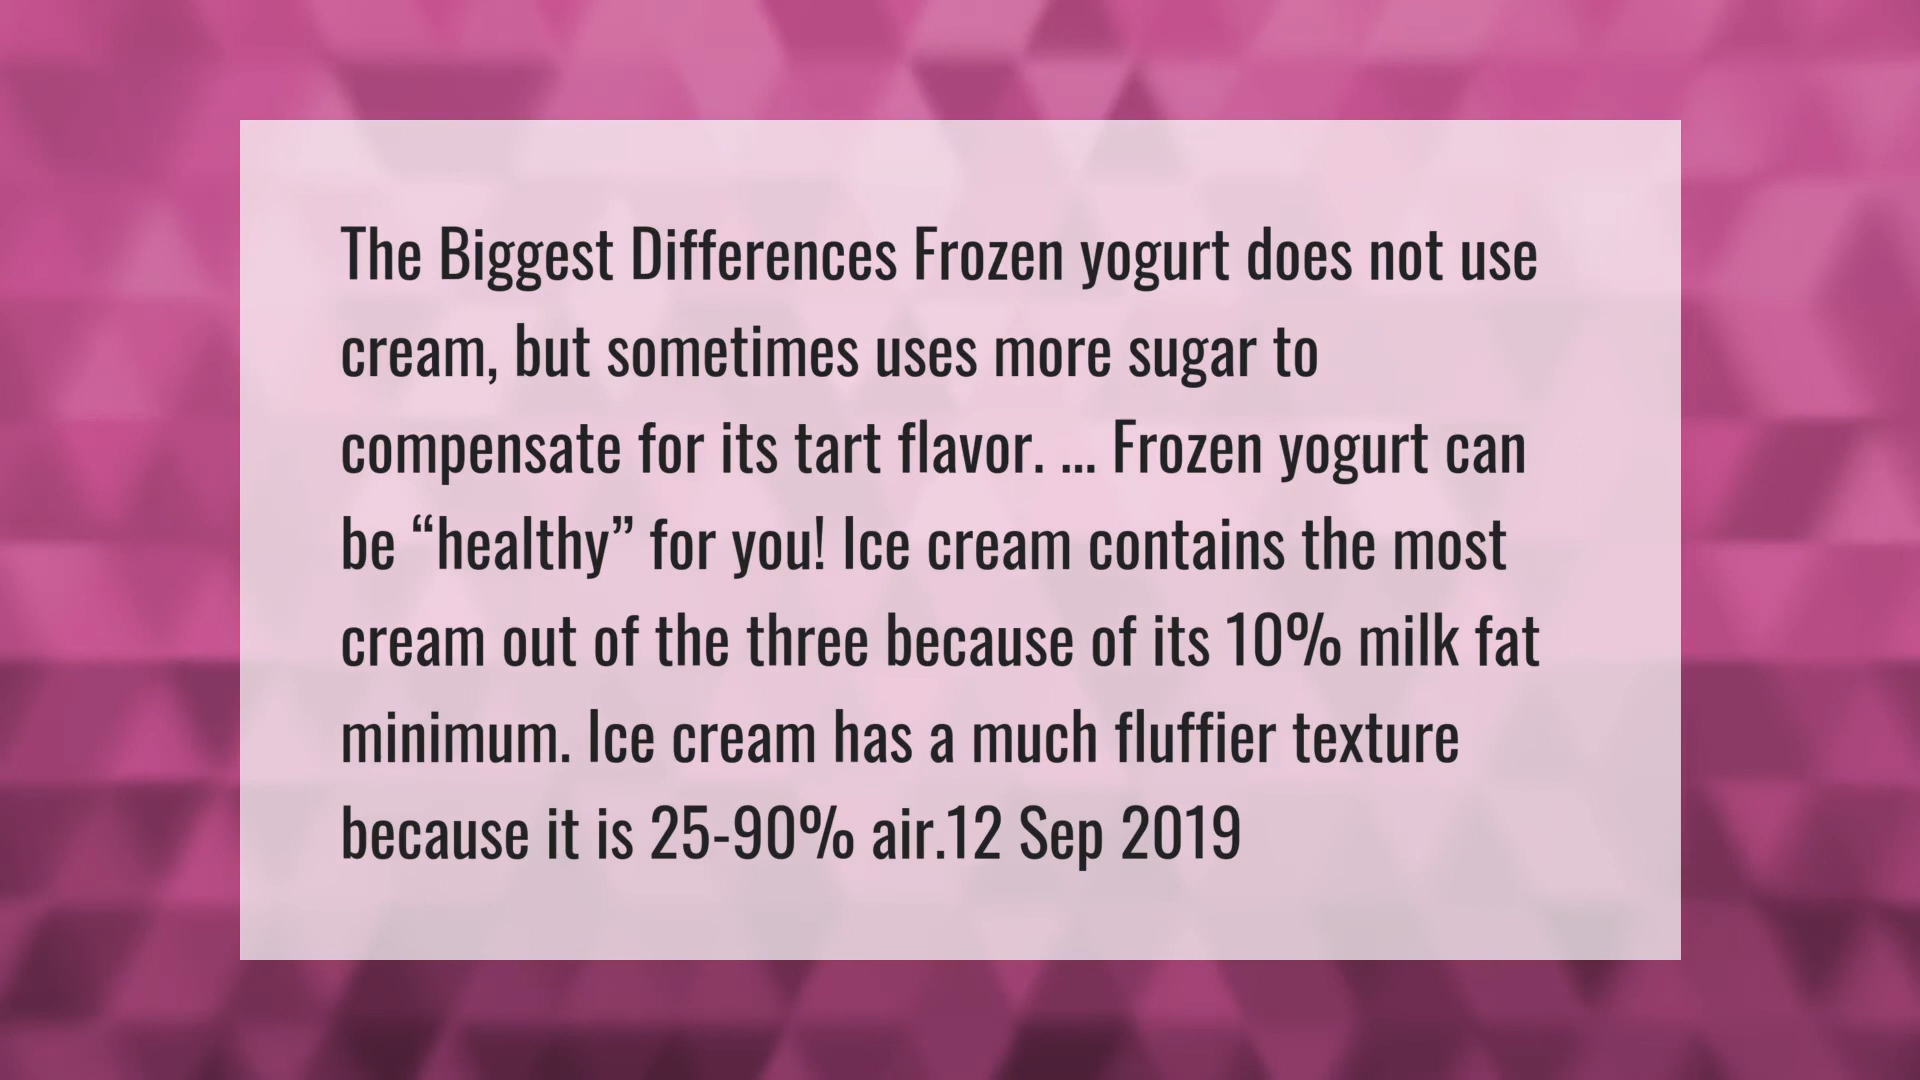 The Biggest Differences Frozen yogurt does not use
cream, but sometimes uses more sugar to
compensate for its tart flavor. ... Frozen yogurt can
be “healthy” for you! Ice cream contains the most
cream out of the three because of its 10% milk fat
minimum. Ice cream has a much fluffier texture
because it is 25-90% air.12 Sep 2019